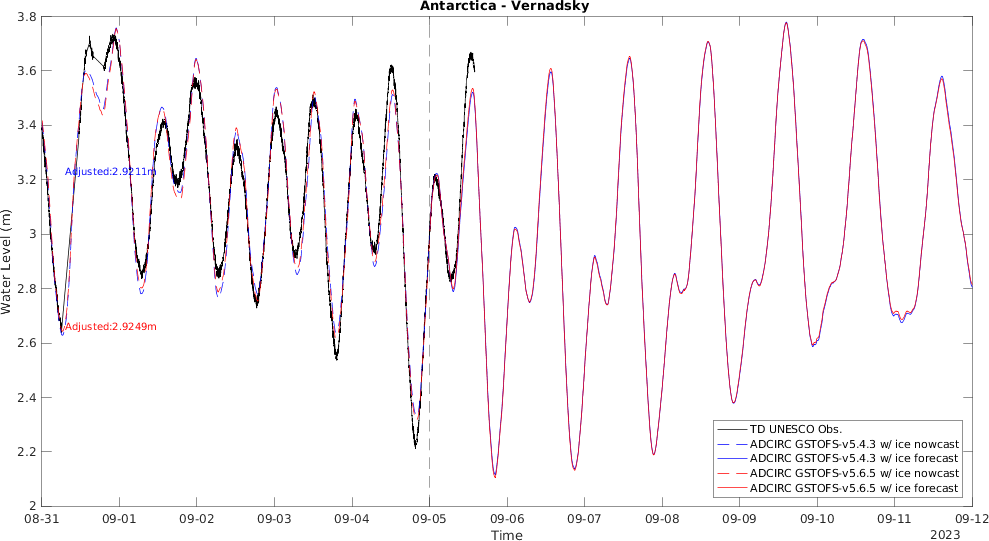 Antarctica - Vernadsky
3.8
3.6
3.4
3.2
3
2.8
2.6
2.4
2.2
2
Water Level (m)
Adjusted:2.9211m
Adjusted:2.9249m
TD UNESCO Obs.
ADCIRC GSTOFS-v5.4.3 w/ ice nowcast
ADCIRC GSTOFS-v5.4.3 w/ ice forecast
ADCIRC GSTOFS-v5.6.5 w/ ice nowcast
ADCIRC GSTOFS-v5.6.5 w/ ice forecast
08-31 09-01 09-02 09-03 09-04 09-05 09-06 09-07 09-08 09-09 09-10 09-11 09-12
Time
2023